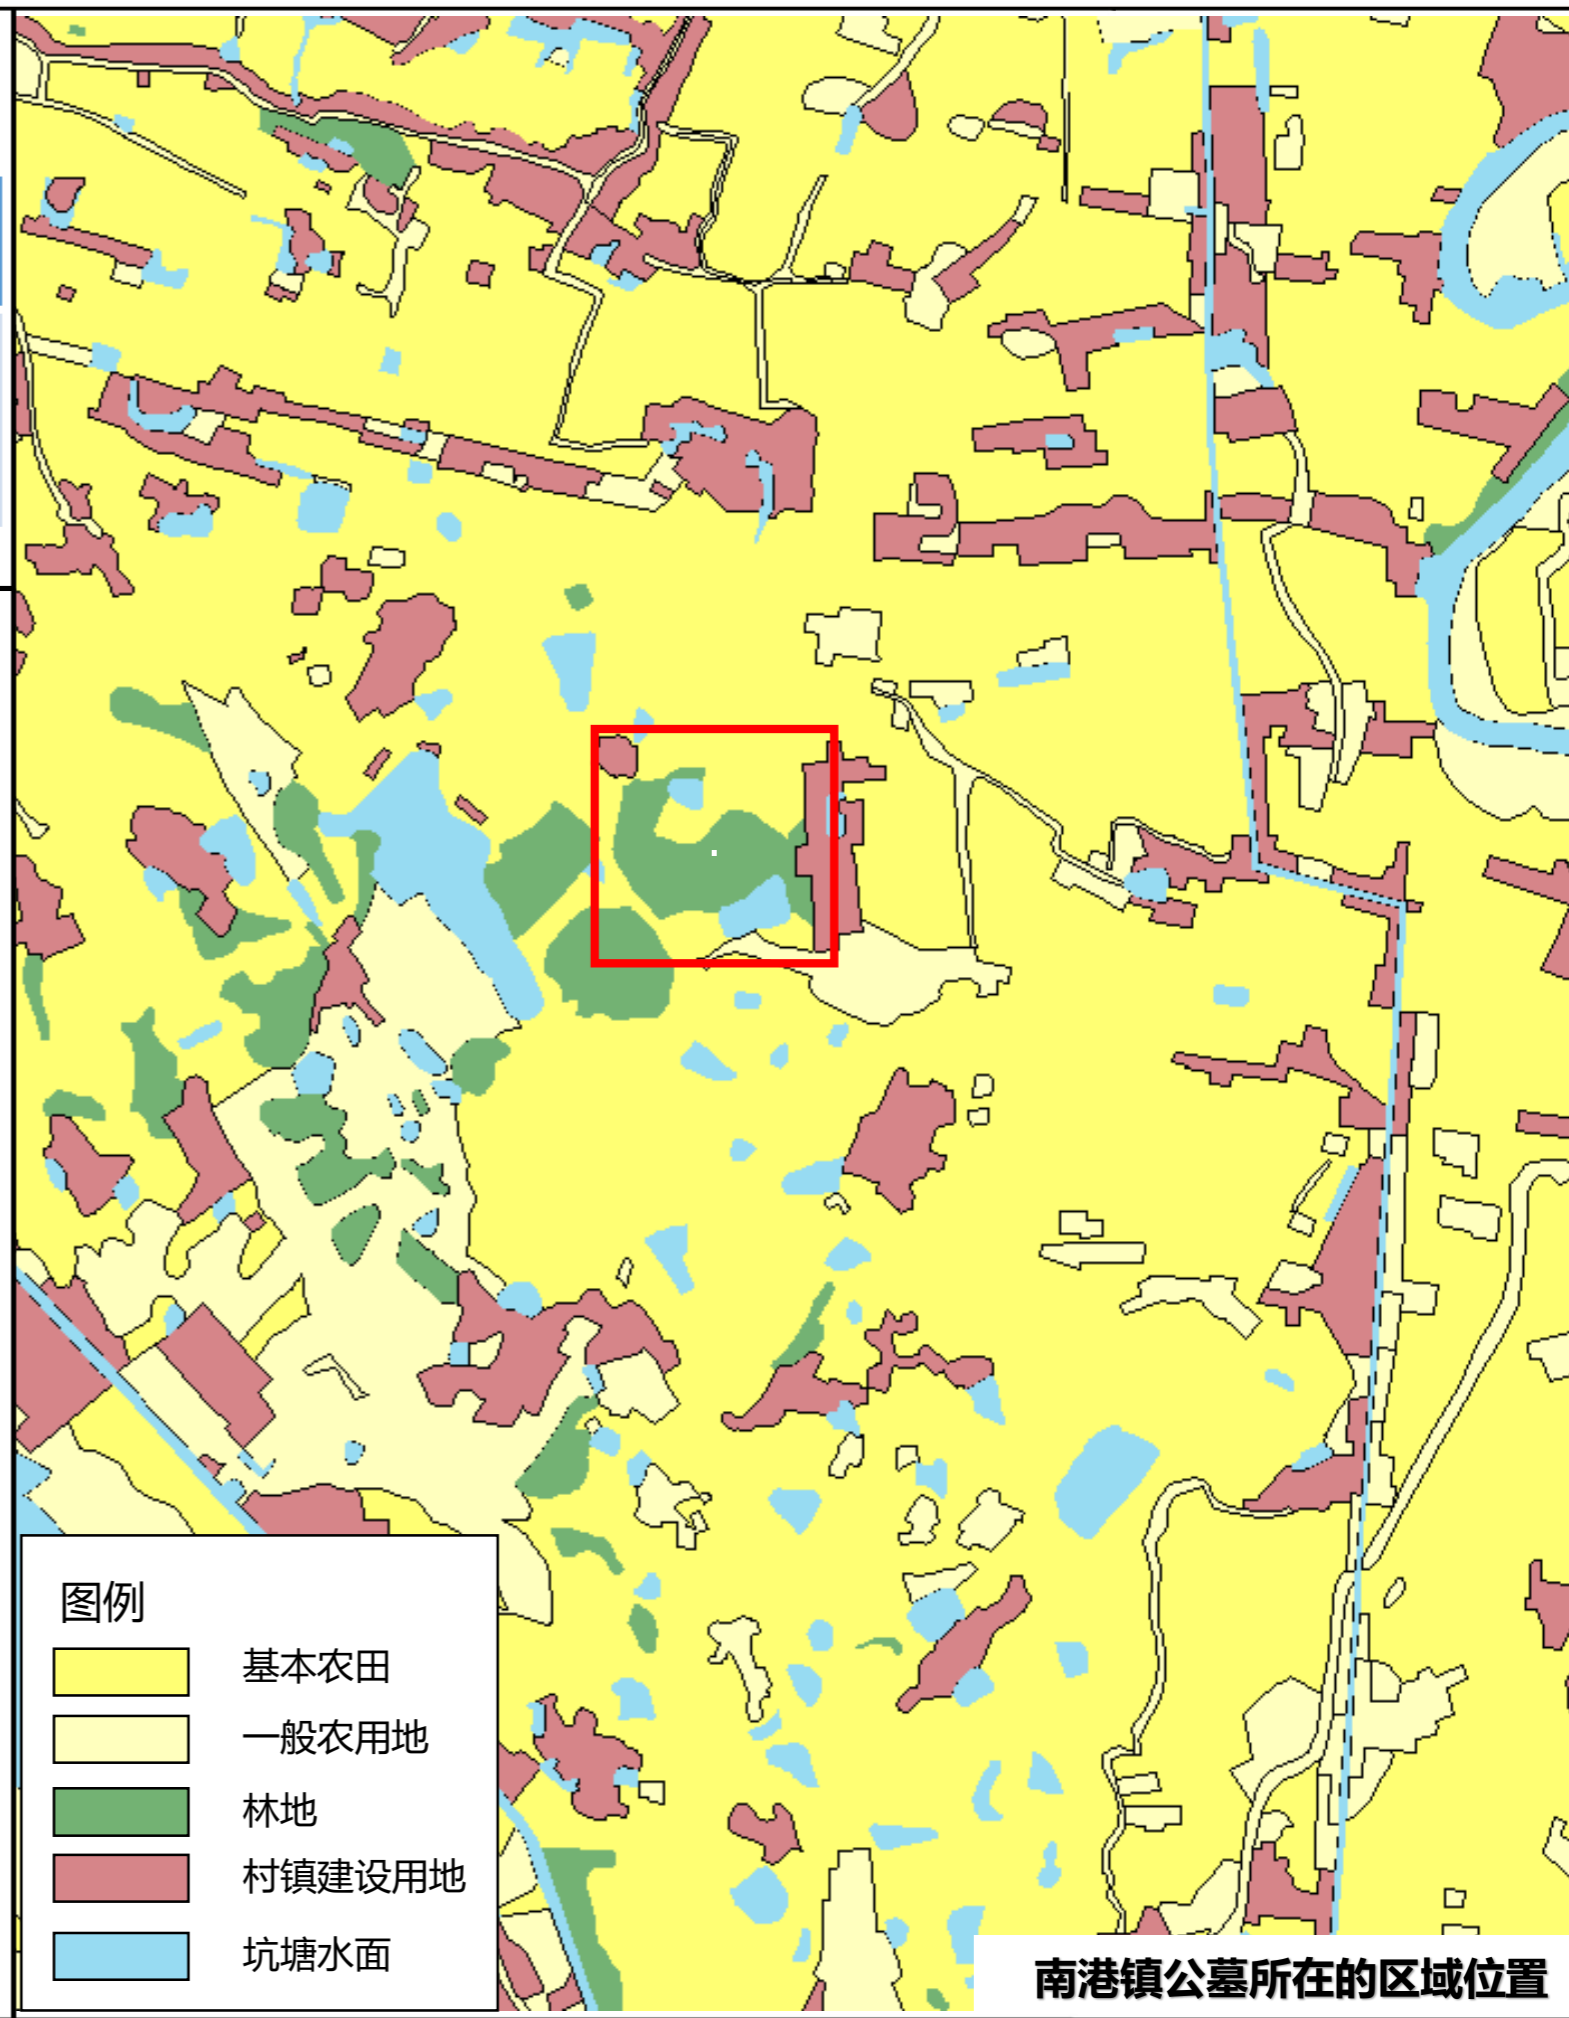 图例
基本农田
一般农用地
林地
村镇建设用地
坑塘水面
南港镇公墓所在的区域位置